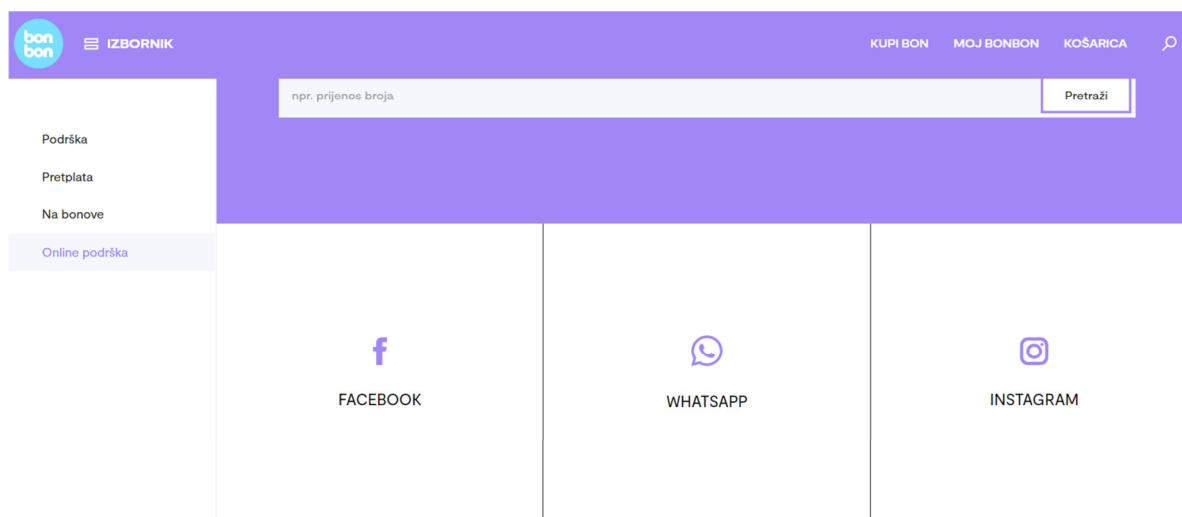 bon
bon
IZBORNIK
KUPI BON
MOJ BONBON
KOŠARICA
npr. prijenos broja
Pretraži
Podrška
Pretplata
Na bonove
Online podrška
FACEBOOK
WHATSAPP
INSTAGRAM